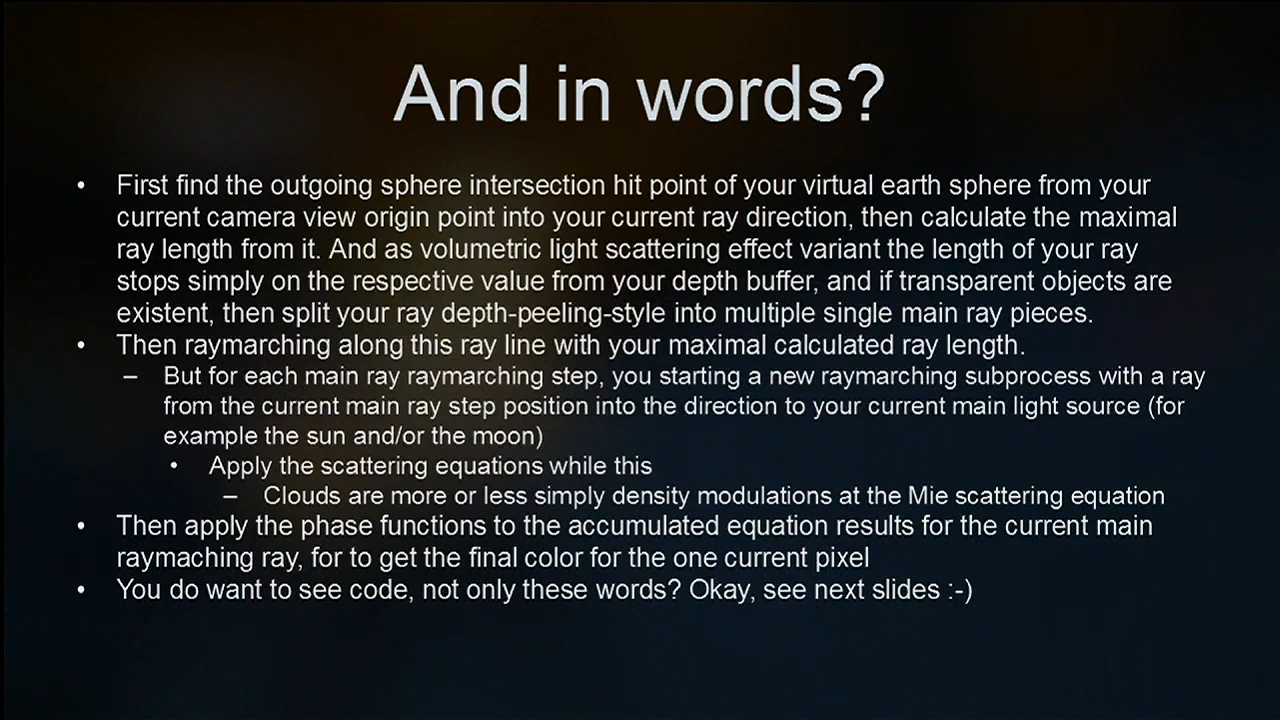 And in words?
• First find the outgoing sphere intersection hit point of your virtual earth sphere from your
current camera view origin point into your current ray direction, then calculate the maximal
ray length from it. And as volumetric light scattering effect variant the length of your ray
stops simply on the respective value from your depth buffer, and if transparent objects are
existent, then split your ray depth-peeling-style into multiple single main ray pieces.
• Then raymarching along this ray line with your maximal calculated ray length.
– But for each main ray raymarching step, you starting a new raymarching subprocess with a ray
from the current main ray step position into the direction to your current main light source (for
example the sun and/or the moon)
• Apply the scattering equations while this
– Clouds are more or less simply density modulations at the Mie scattering equation
• Then apply the phase functions to the accumulated equation results for the current main
raymaching ray, for to get the final color for the one current pixel
• You do want to see code, not only these words? Okay, see next slides :-)